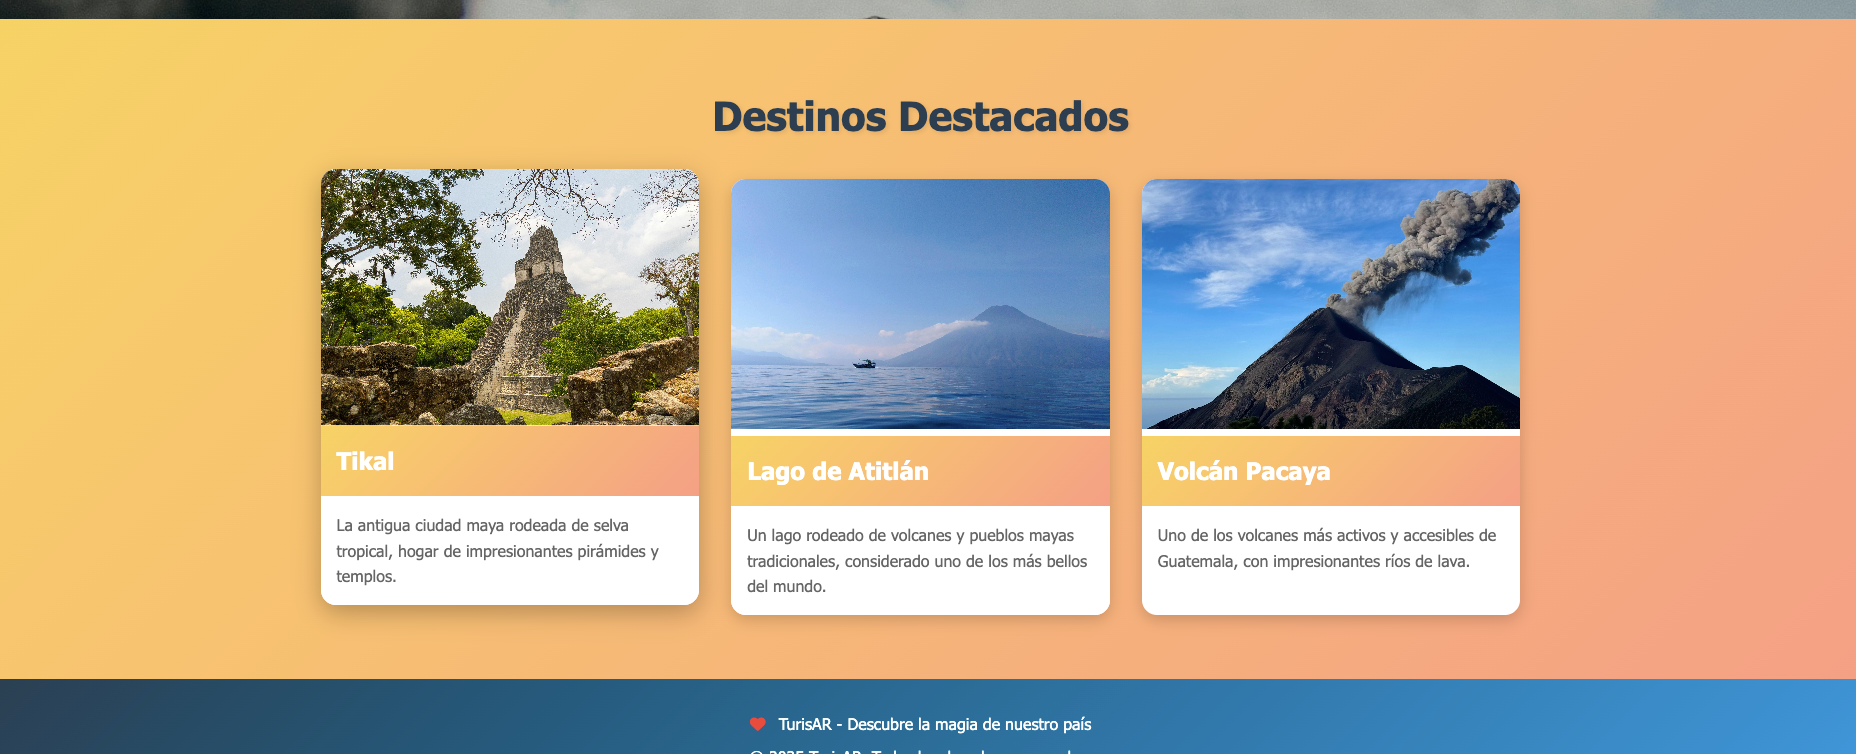 Destinos Destacados
Tikal
La antigua ciudad maya rodeada de selva
tropical, hogar de impresionantes pirámides y
templos.
Lago de Atitlán
Un lago rodeado de volcanes y pueblos mayas
tradicionales, considerado uno de los más bellos
del mundo.
Volcán Pacaya
Uno de los volcanes más activos y accesibles de
Guatemala, con impresionantes ríos de lava.
TurisAR - Descubre la magia de nuestro país